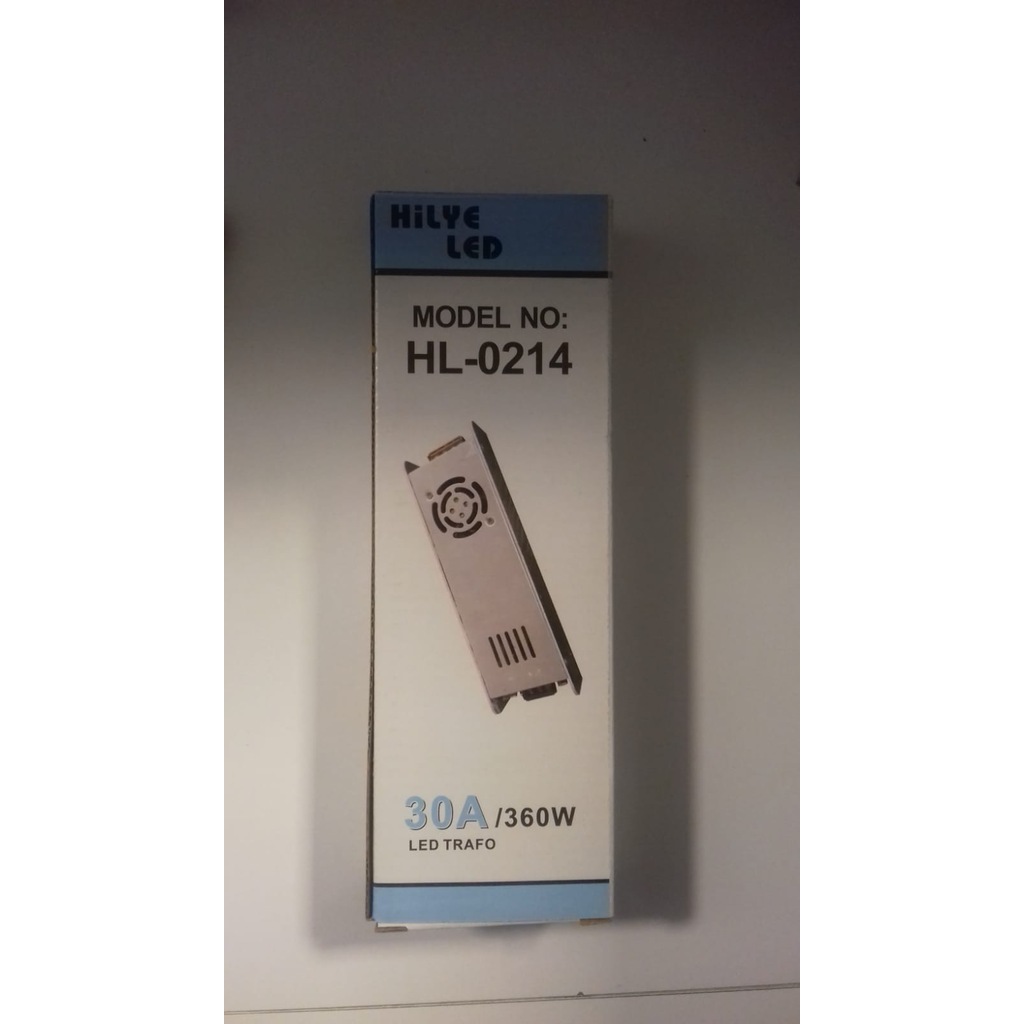 HiLYE
LED
MODEL NO:
HL-0214
30A/360W
LED TRAFO